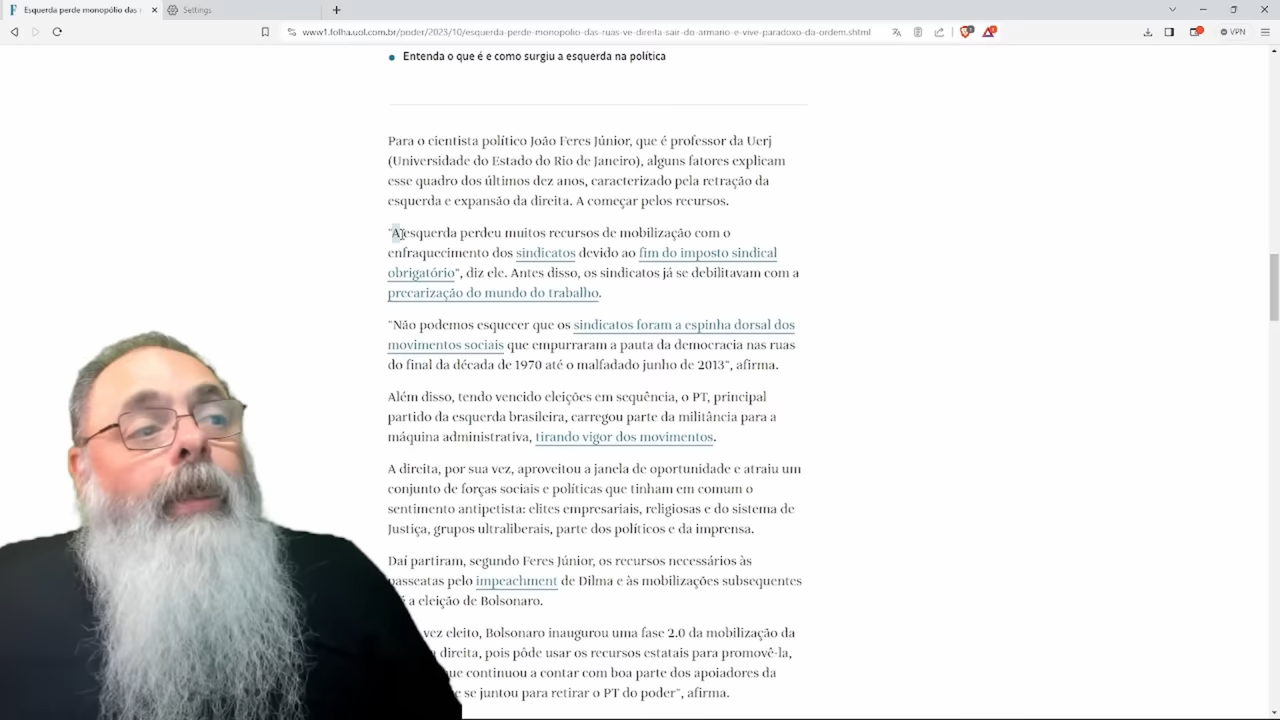 Esquerda perde monopólio das r
Settings
www1.folha.uol.com.br/poder/2023/10/esquerda-perde-monopolio-das-ruas-ve-direita-sair-do-armario-e-vive-paradoxo-da-ordem.shtml
VPN
Entenda o que é e como surgiu a esquerda na política
Para o cientista político João Feres Júnior, que é professor da Uerj
(Universidade do Estado do Rio de Janeiro), alguns fatores explicam
esse quadro dos últimos dez anos, caracterizado pela retração da
esquerda e expansão da direita. A começar pelos recursos.
"A esquerda perdeu muitos recursos de mobilização com o
enfraquecimento dos sindicatos devido ao fim do imposto sindical
obrigatório", diz ele. Antes disso, os sindicatos já se debilitavam com a
precarização do mundo do trabalho.
"Não podemos esquecer que os sindicatos foram a espinha dorsal dos
movimentos sociais que empurraram a pauta da democracia nas ruas
do final da década de 1970 até o malfadado junho de 2013", afirma.
Além disso, tendo vencido eleições em sequência, o PT, principal
partido da esquerda brasileira, carregou parte da militância para a
máquina administrativa, tirando vigor dos movimentos.
A direita, por sua vez, aproveitou a janela de oportunidade e atraiu um
conjunto de forças sociais e políticas que tinham em comum o
sentimento antipetista: elites empresariais, religiosas e do sistema de
Justiça, grupos ultraliberais, parte dos políticos e da imprensa.
Daí partiram, segundo Feres Júnior, os recursos necessários às
passeatas pelo impeachment de Dilma e às mobilizações subsequentes
a eleição de Bolsonaro.
vez eleito, Bolsonaro inaugurou uma fase 2.0 da mobilização da
direita, pois pôde usar os recursos estatais para promovê-la,
que continuou a contar com boa parte dos apoiadores da
e se juntou para retirar o PT do poder", afirma.